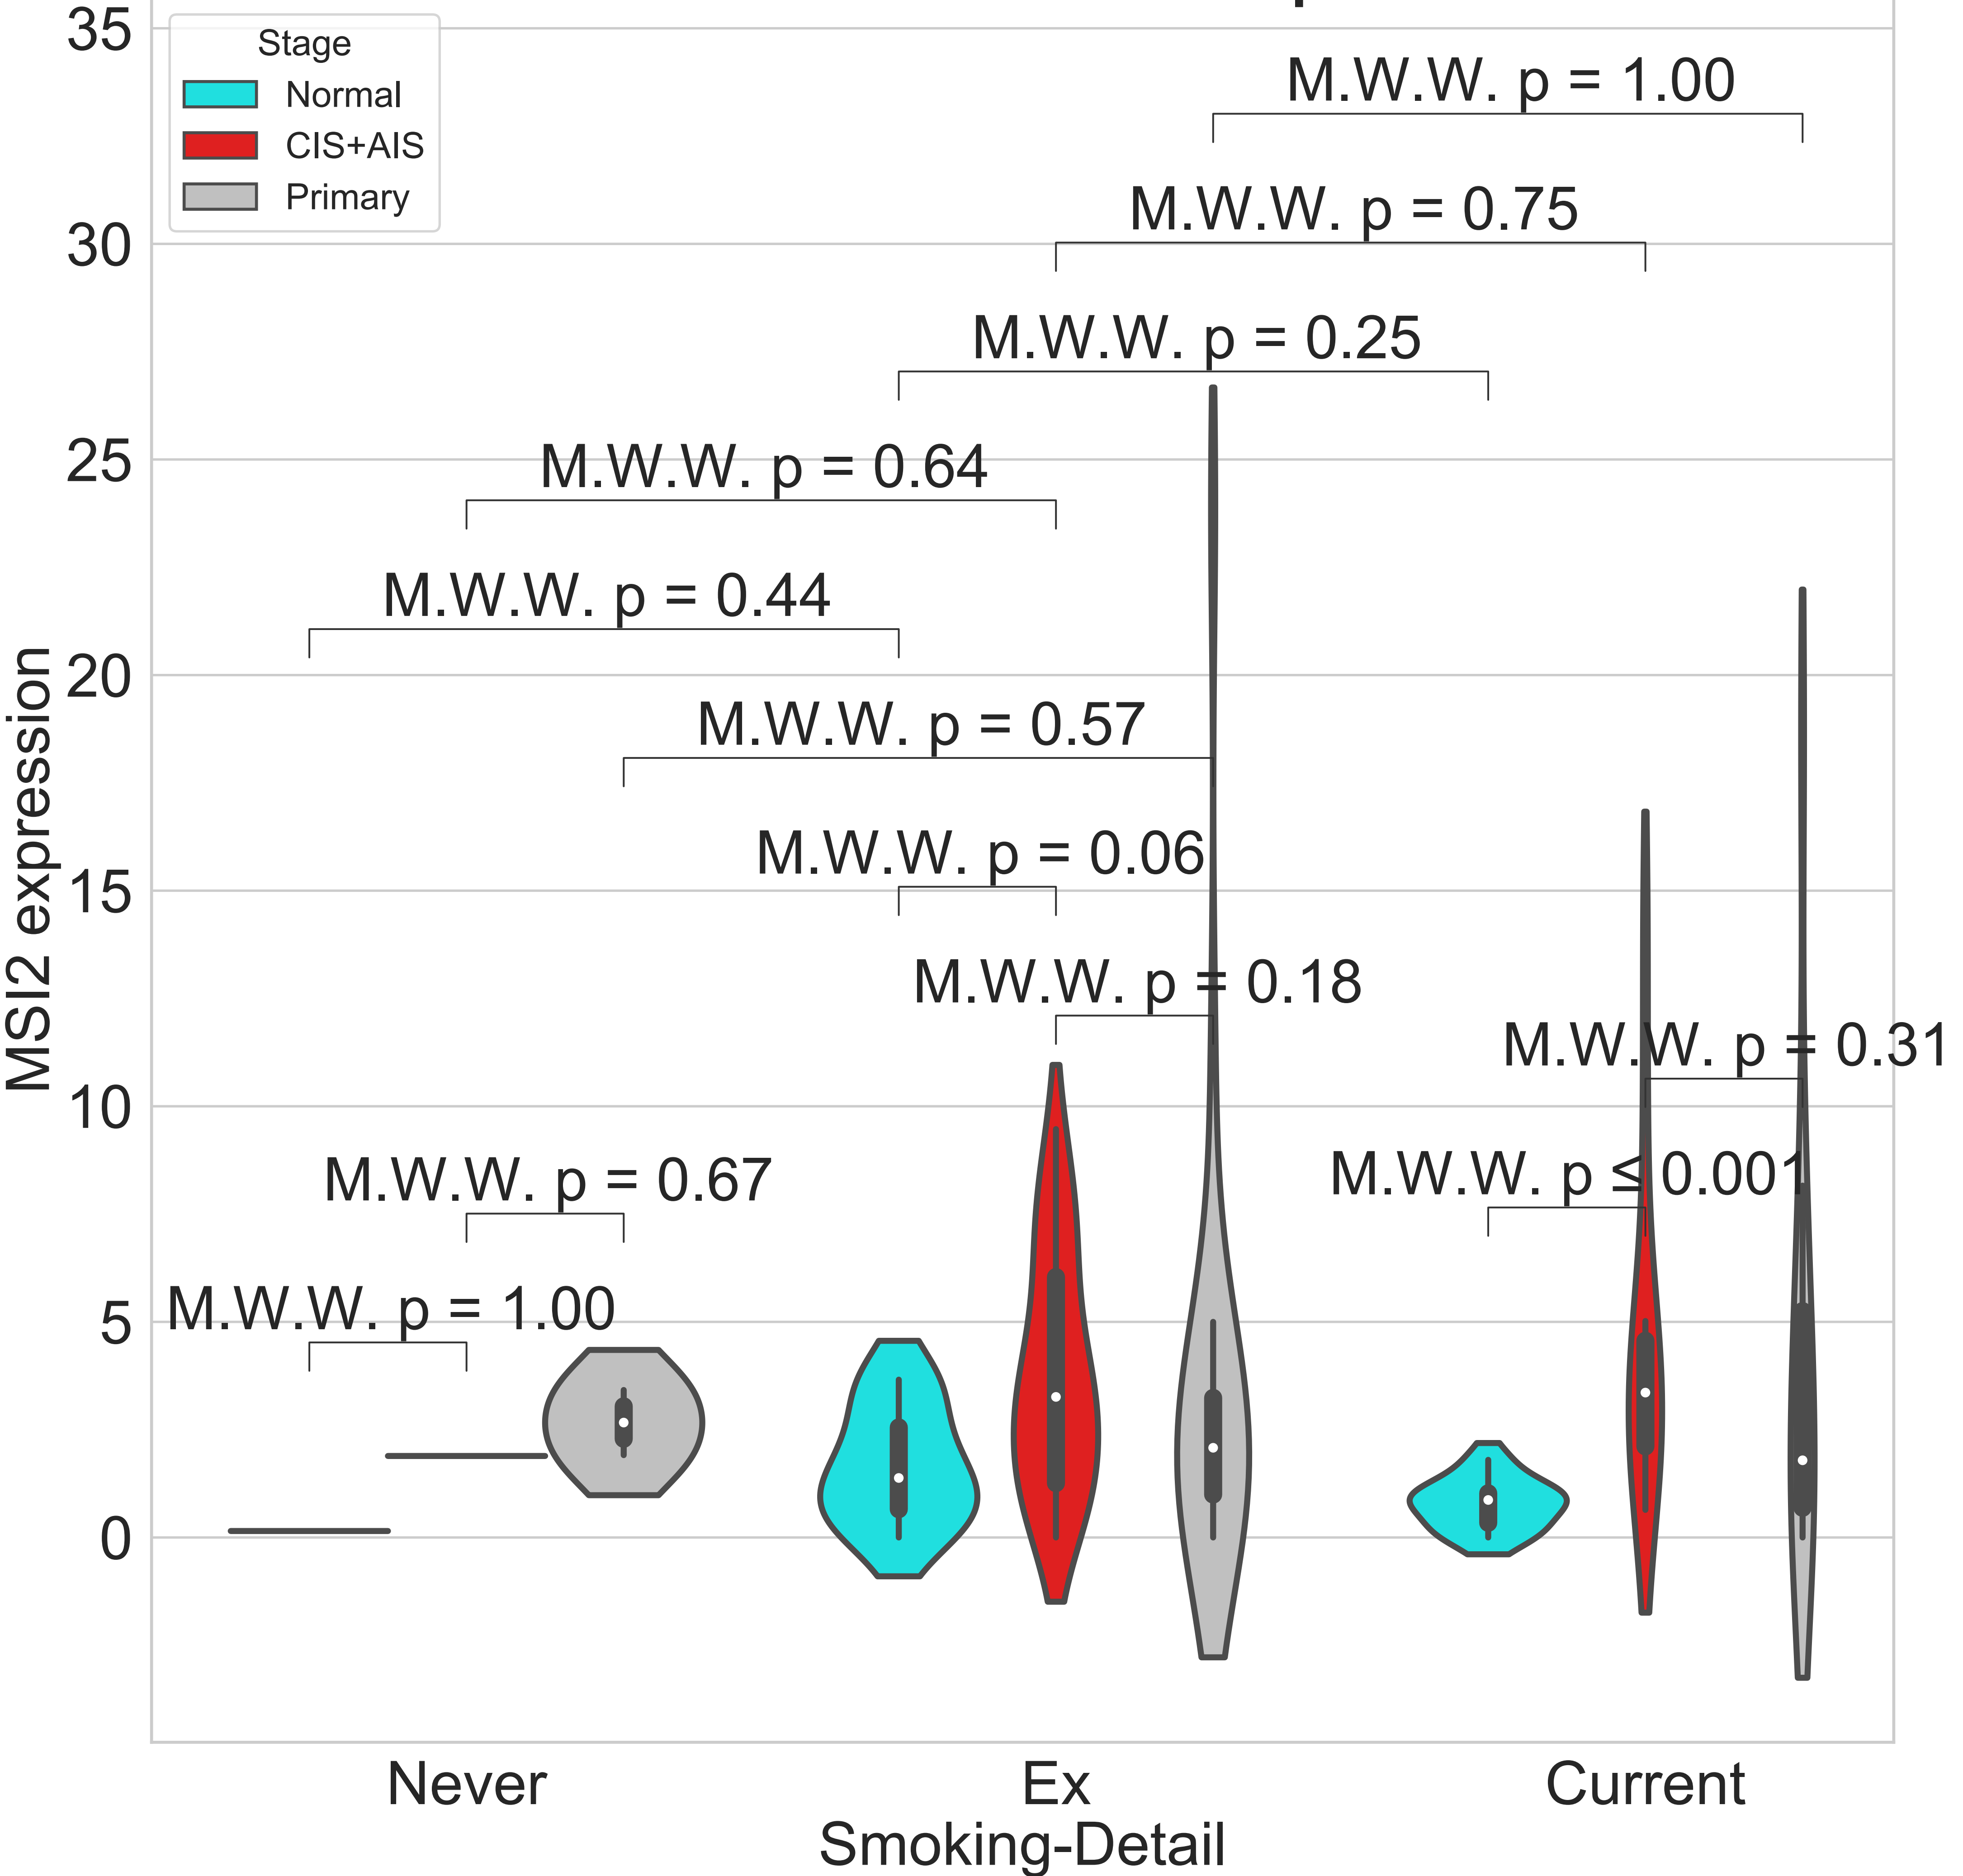 35
Stage
Normal
CIS+AIS
Primary
M.W.W. p = 1.00
M.W.W. p = 0.75
30
M.W.W. p = 0.25
M.W.W. p = 0.64
25
M.W.W. p = 0.44
20
M.W.W. p = 0.57
M.W.W. p = 0.06
15
M.W.W. p = 0.18
M.W.W. p = 0.31
10
M.W.W. p = 0.67
M.W.W. p ≤ 0.001
M.W.W. p = 1.00
5
0
MSI2 expression
Never
Ex
Current
Smoking-Detail